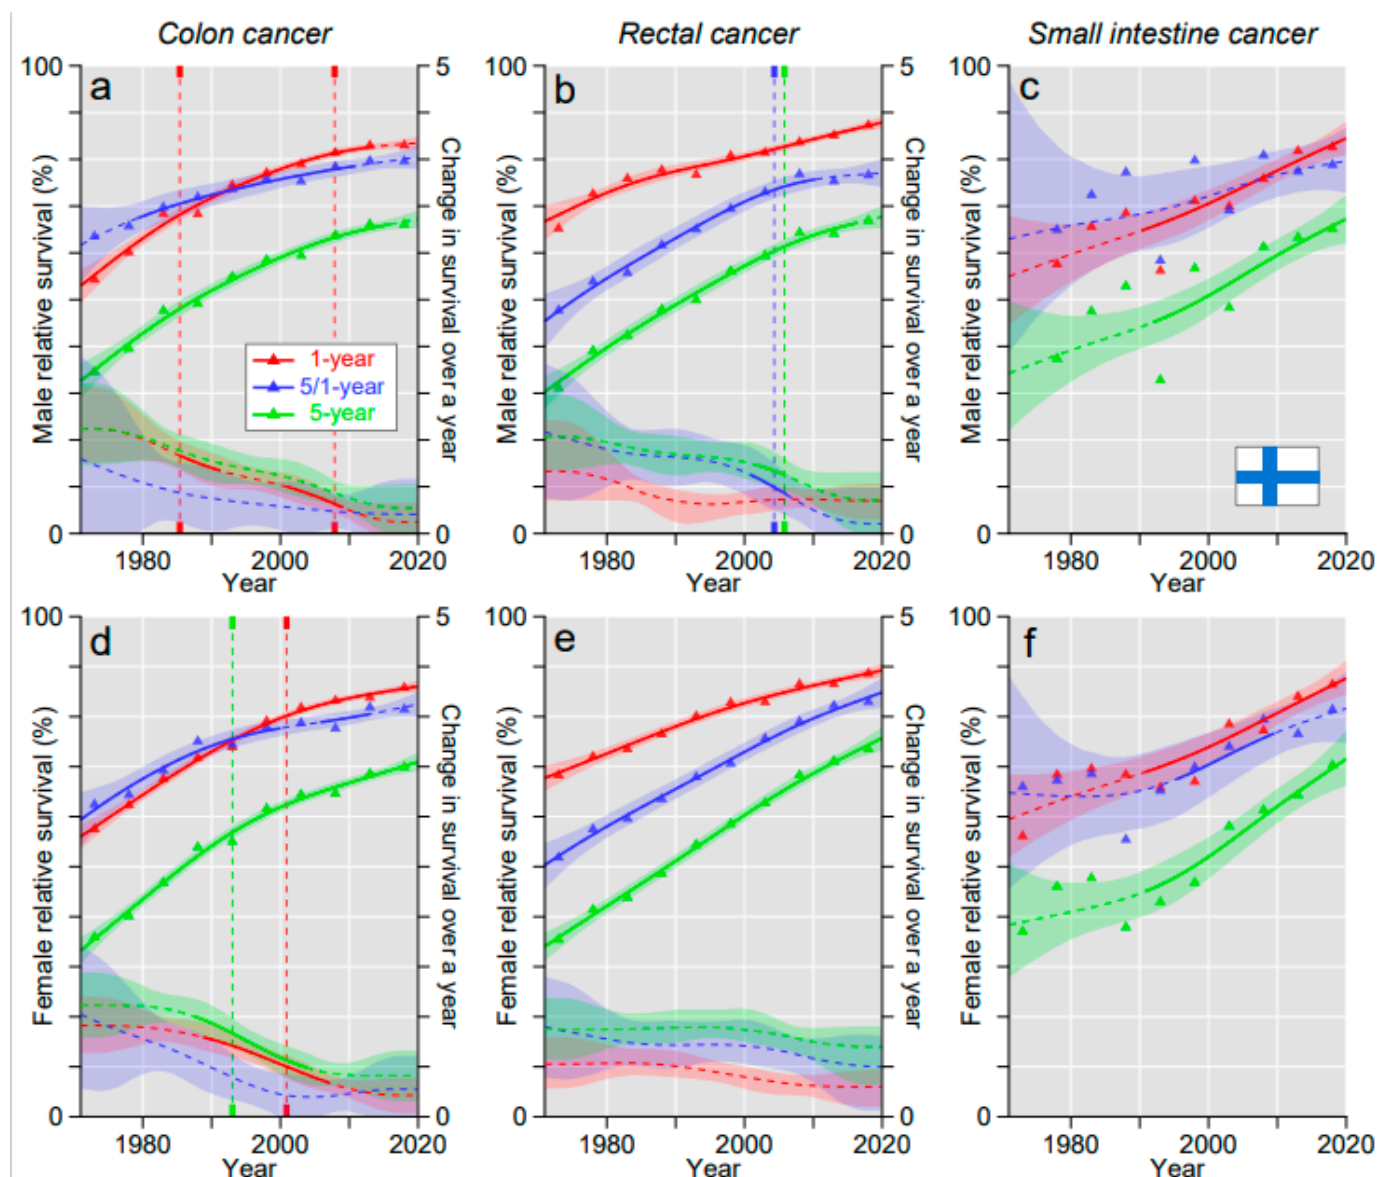 Colon cancer
Rectal cancer
Small intestine cancer
100
a
5
Male relative survival (%)
Change in survival over a year
1-year
5/1-year
5-year
0
0
1980
2000
2020
Year
100
b
5
Male relative survival (%)
Change in survival over a year
0
0
1980
2000
2020
Year
100
c
Male relative survival (%)
0
1980
2000
2020
Year
100
d
5
Female relative survival (%)
Change in survival over a year
0
0
1980
2000
2020
Year
100
e
5
Female relative survival (%)
Change in survival over a year
0
0
1980
2000
2020
Year
100
f
Female relative survival (%)
0
1980
2000
2020
Year